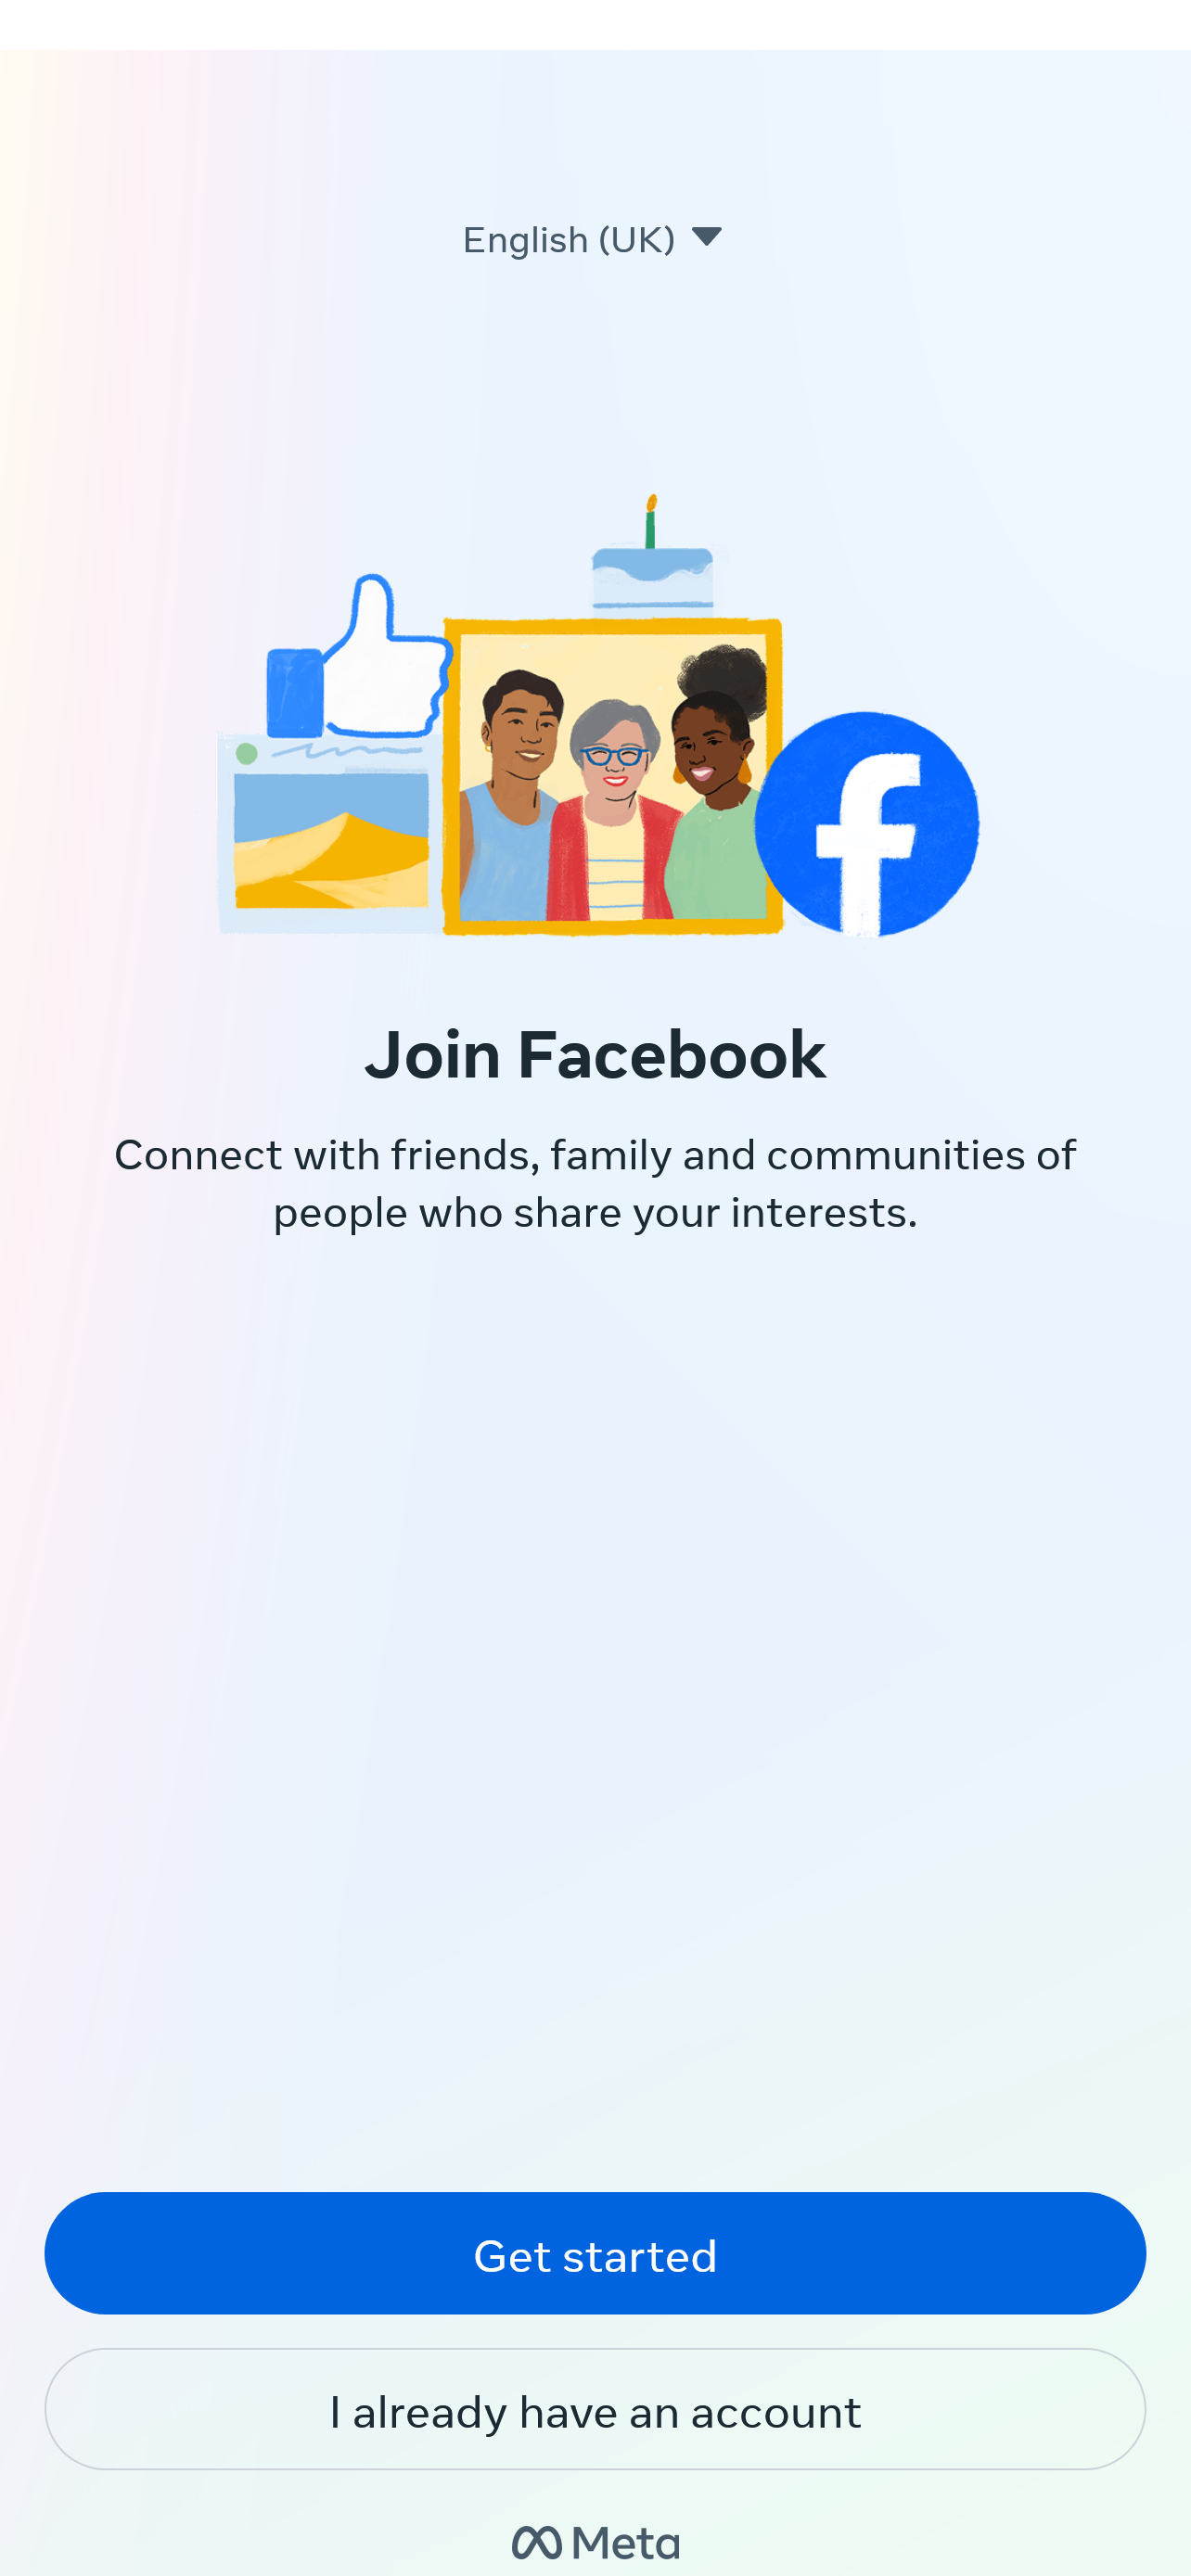 English (UK)
Join Facebook
Connect with friends, family and communities of
people who share your interests.
Get started
I already have an account
Meta